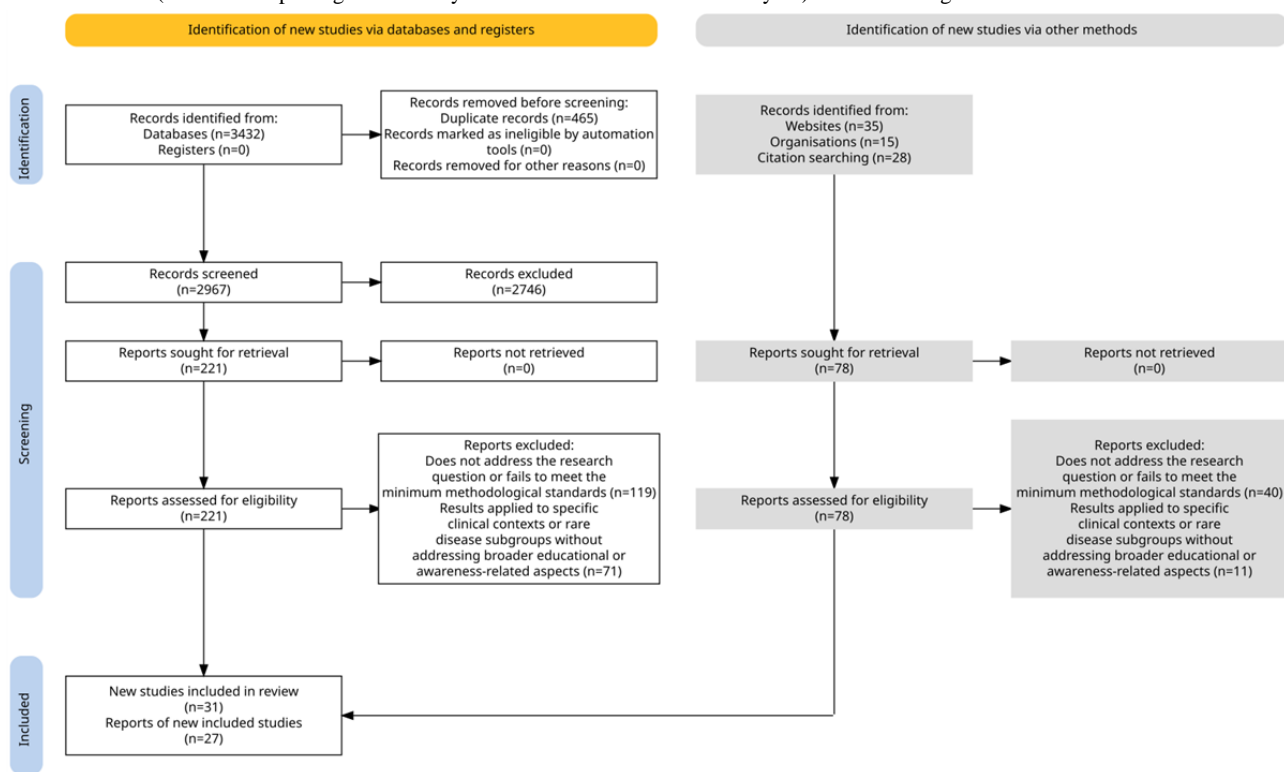 Identification of new studies via databases and registers
Identification of new studies via other methods
Identification
Records identified from:
Databases (n=3432)
Registers (n=0)
Records removed before screening:
Duplicate records (n=465)
Records marked as ineligible by automation
tools (n=0)
Records removed for other reasons (n=0)
Records identified from:
Websites (n=35)
Organisations (n=15)
Citation searching (n=28)
Screening
Records screened
(n=2967)
Records excluded
(n=2746)
Reports sought for retrieval
(n=221)
Reports not retrieved
(n=0)
Reports sought for retrieval
(n=78)
Reports not retrieved
(n=0)
Reports assessed for eligibility
(n=221)
Reports excluded:
Does not address the research
question or fails to meet the
minimum methodological standards (n=119)
Results applied to specific
clinical contexts or rare
disease subgroups without
addressing broader educational or
awareness-related aspects (n=71)
Reports assessed for eligibility
(n=78)
Reports excluded:
Does not address the research
question or fails to meet the
minimum methodological standards (n=40)
Results applied to specific
clinical contexts or rare
disease subgroups without
addressing broader educational or
awareness-related aspects (n=11)
Included
New studies included in review
(n=31)
Reports of new included studies
(n=27)